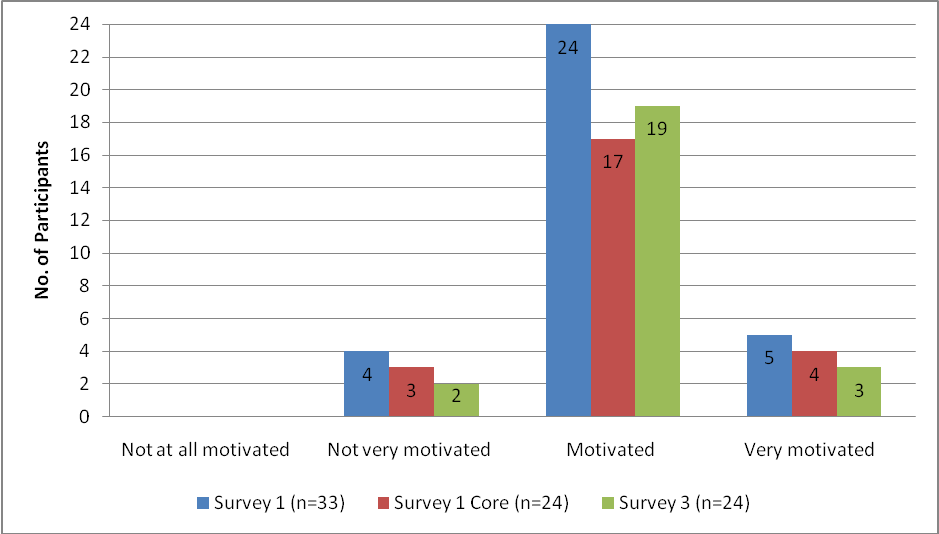 24
22
20
18
16
14
12
10
8
6
4
2
0
No. of Participants
24
17
19
4
3
2
5
4
3
Not at all motivated
Not very motivated
Motivated
Very motivated
Survey 1 (n=33)
Survey 1 Core (n=24)
Survey 3 (n=24)